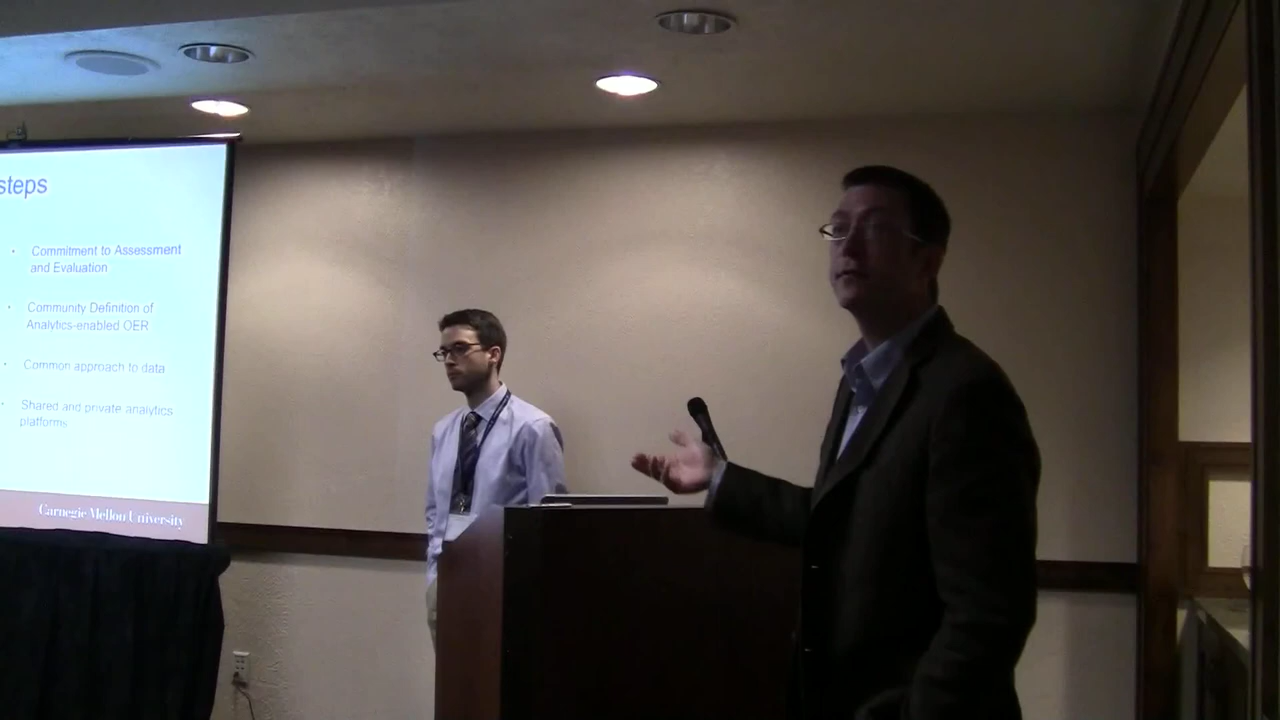 steps
• Commitment to Assessment
and Evaluation
• Community Definition of
Analytics-enabled OER
• Common approach to data
• Shared and private analytics
platforms
Carnegie Mellon University